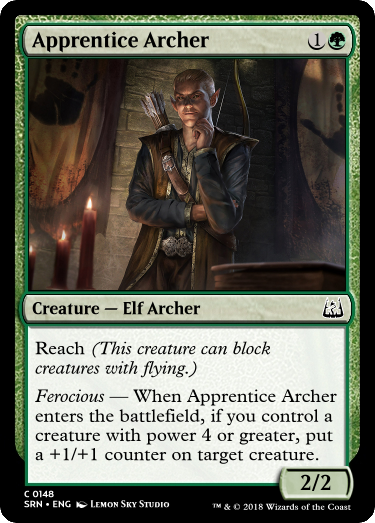 Apprentice Archer 1
Creature — Elf Archer
Reach (This creature can block
creatures with flying.)
Ferocious — When Apprentice Archer
enters the battlefield, if you control a
creature with power 4 or greater, put
a +1/+1 counter on target creature.
2/2
C 0148
SRN • ENG Lemon Sky Studio
™ & © 2018 Wizards of the Coast